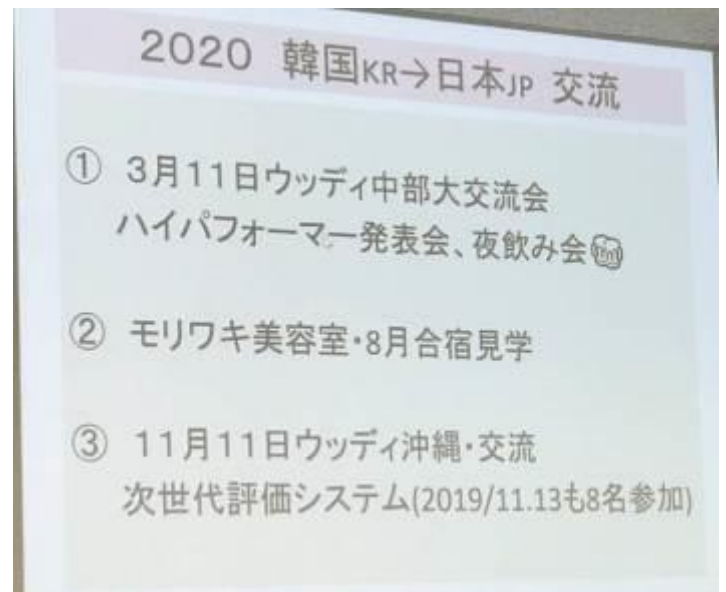 2020 韓国KR→日本JP 交流
① 3月11日ウッディ中部大交流会
ハイパフォーマー発表会、夜飲み会🍻
② モリワキ美容室・8月合宿見学
③ 11月11日ウッディ沖縄・交流
次世代評価システム(2019/11.13も8名参加)